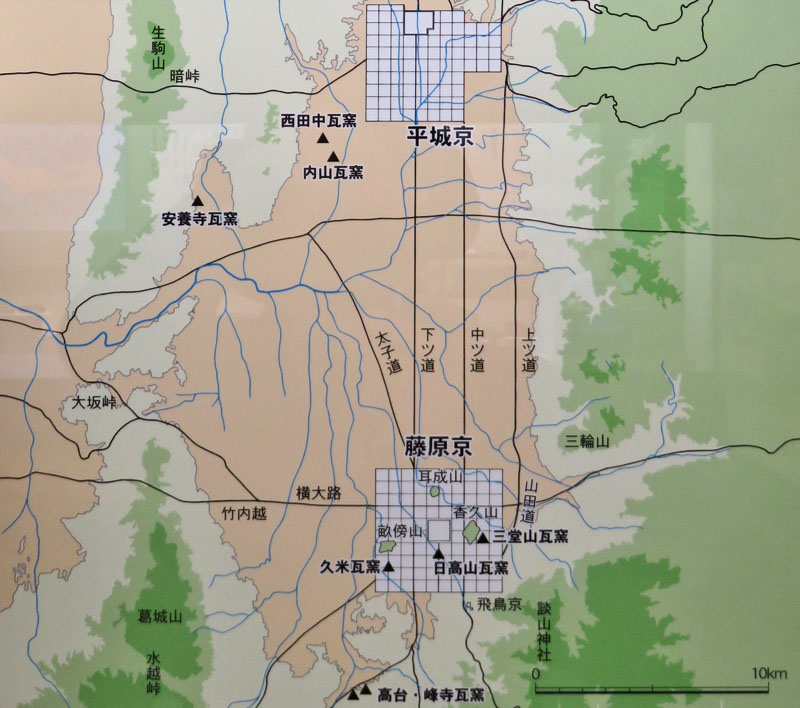 生駒山
暗峠
西田中瓦窯
内山瓦窯
平城京
安養寺瓦窯
太子道
下ツ道
中ツ道
上ツ道
大坂峠
藤原京
三輪山
耳成山
横大路
山田道
竹内越
香久山
畝傍山
三堂山瓦窯
久米瓦窯
日高山瓦窯
飛鳥京
談山神社
葛城山
水越峠
0 10km
高台・峰寺瓦窯